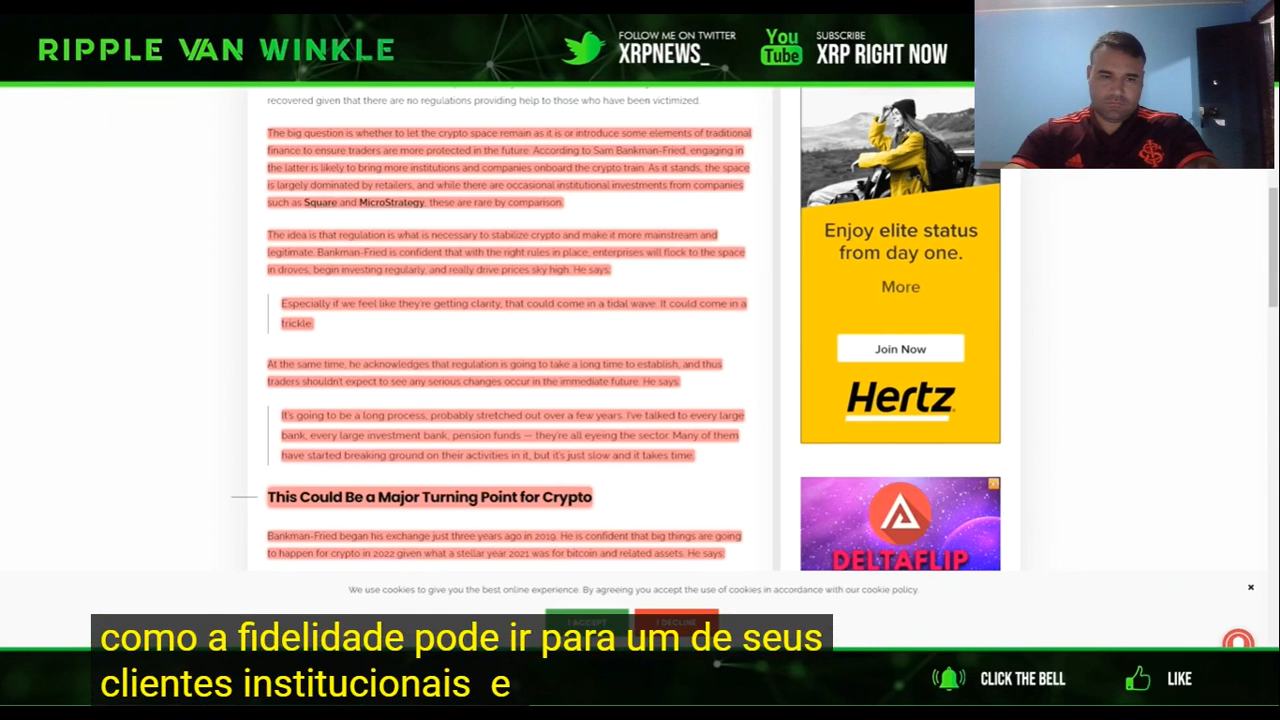 RIPPLE VAN WINKLE
FOLLOW ME ON TWITTER
XRPNEWS_
You
Tube
SUBSCRIBE
XRP RIGHT NOW
recovered given that there are no regulations providing help to those who have been victimized.
The big question is whether to let the crypto space remain as it is or introduce some elements of traditional
finance to ensure traders are more protected in the future. According to Sam Bankman-Fried, engaging in
the latter is likely to bring more institutions and companies onboard the crypto train. As it stands, the space
is largely dominated by retailers, and while there are occasional institutional investments from companies
such as Square and MicroStrategy, these are rare by comparison.
The idea is that regulation is what is necessary to stabilize crypto and make it more mainstream and
legitimate. Bankman-Fried is confident that with the right rules in place, enterprises will flock to the space
in droves, begin investing regularly, and really drive prices sky high. He says:
Especially if we feel like they're getting clarity, that could come in a tidal wave. It could come in a
trickle.
At the same time, he acknowledges that regulation is going to take a long time to establish, and thus
traders shouldn't expect to see any serious changes occur in the immediate future. He says:
It's going to be a long process, probably stretched out over a few years. I've talked to every large
bank, every large investment bank, pension funds — they're all eyeing the sector. Many of them
have started breaking ground on their activities in it, but it's just slow and it takes time.
This Could Be a Major Turning Point for Crypto
Bankman-Fried began his exchange just three years ago in 2019. He is confident that big things are going
to happen for crypto in 2022 given what a stellar year 2021 was for bitcoin and related assets. He says:
Enjoy elite status
from day one.
More
Join Now
Hertz.
DELTAFLIP
We use cookies to give you the best online experience. By agreeing you accept the use of cookies in accordance with our cookie policy.
I ACCEPT
I DECLINE
como a fidelidade pode ir para um de seus
clientes institucionais e
CLICK THE BELL
LIKE